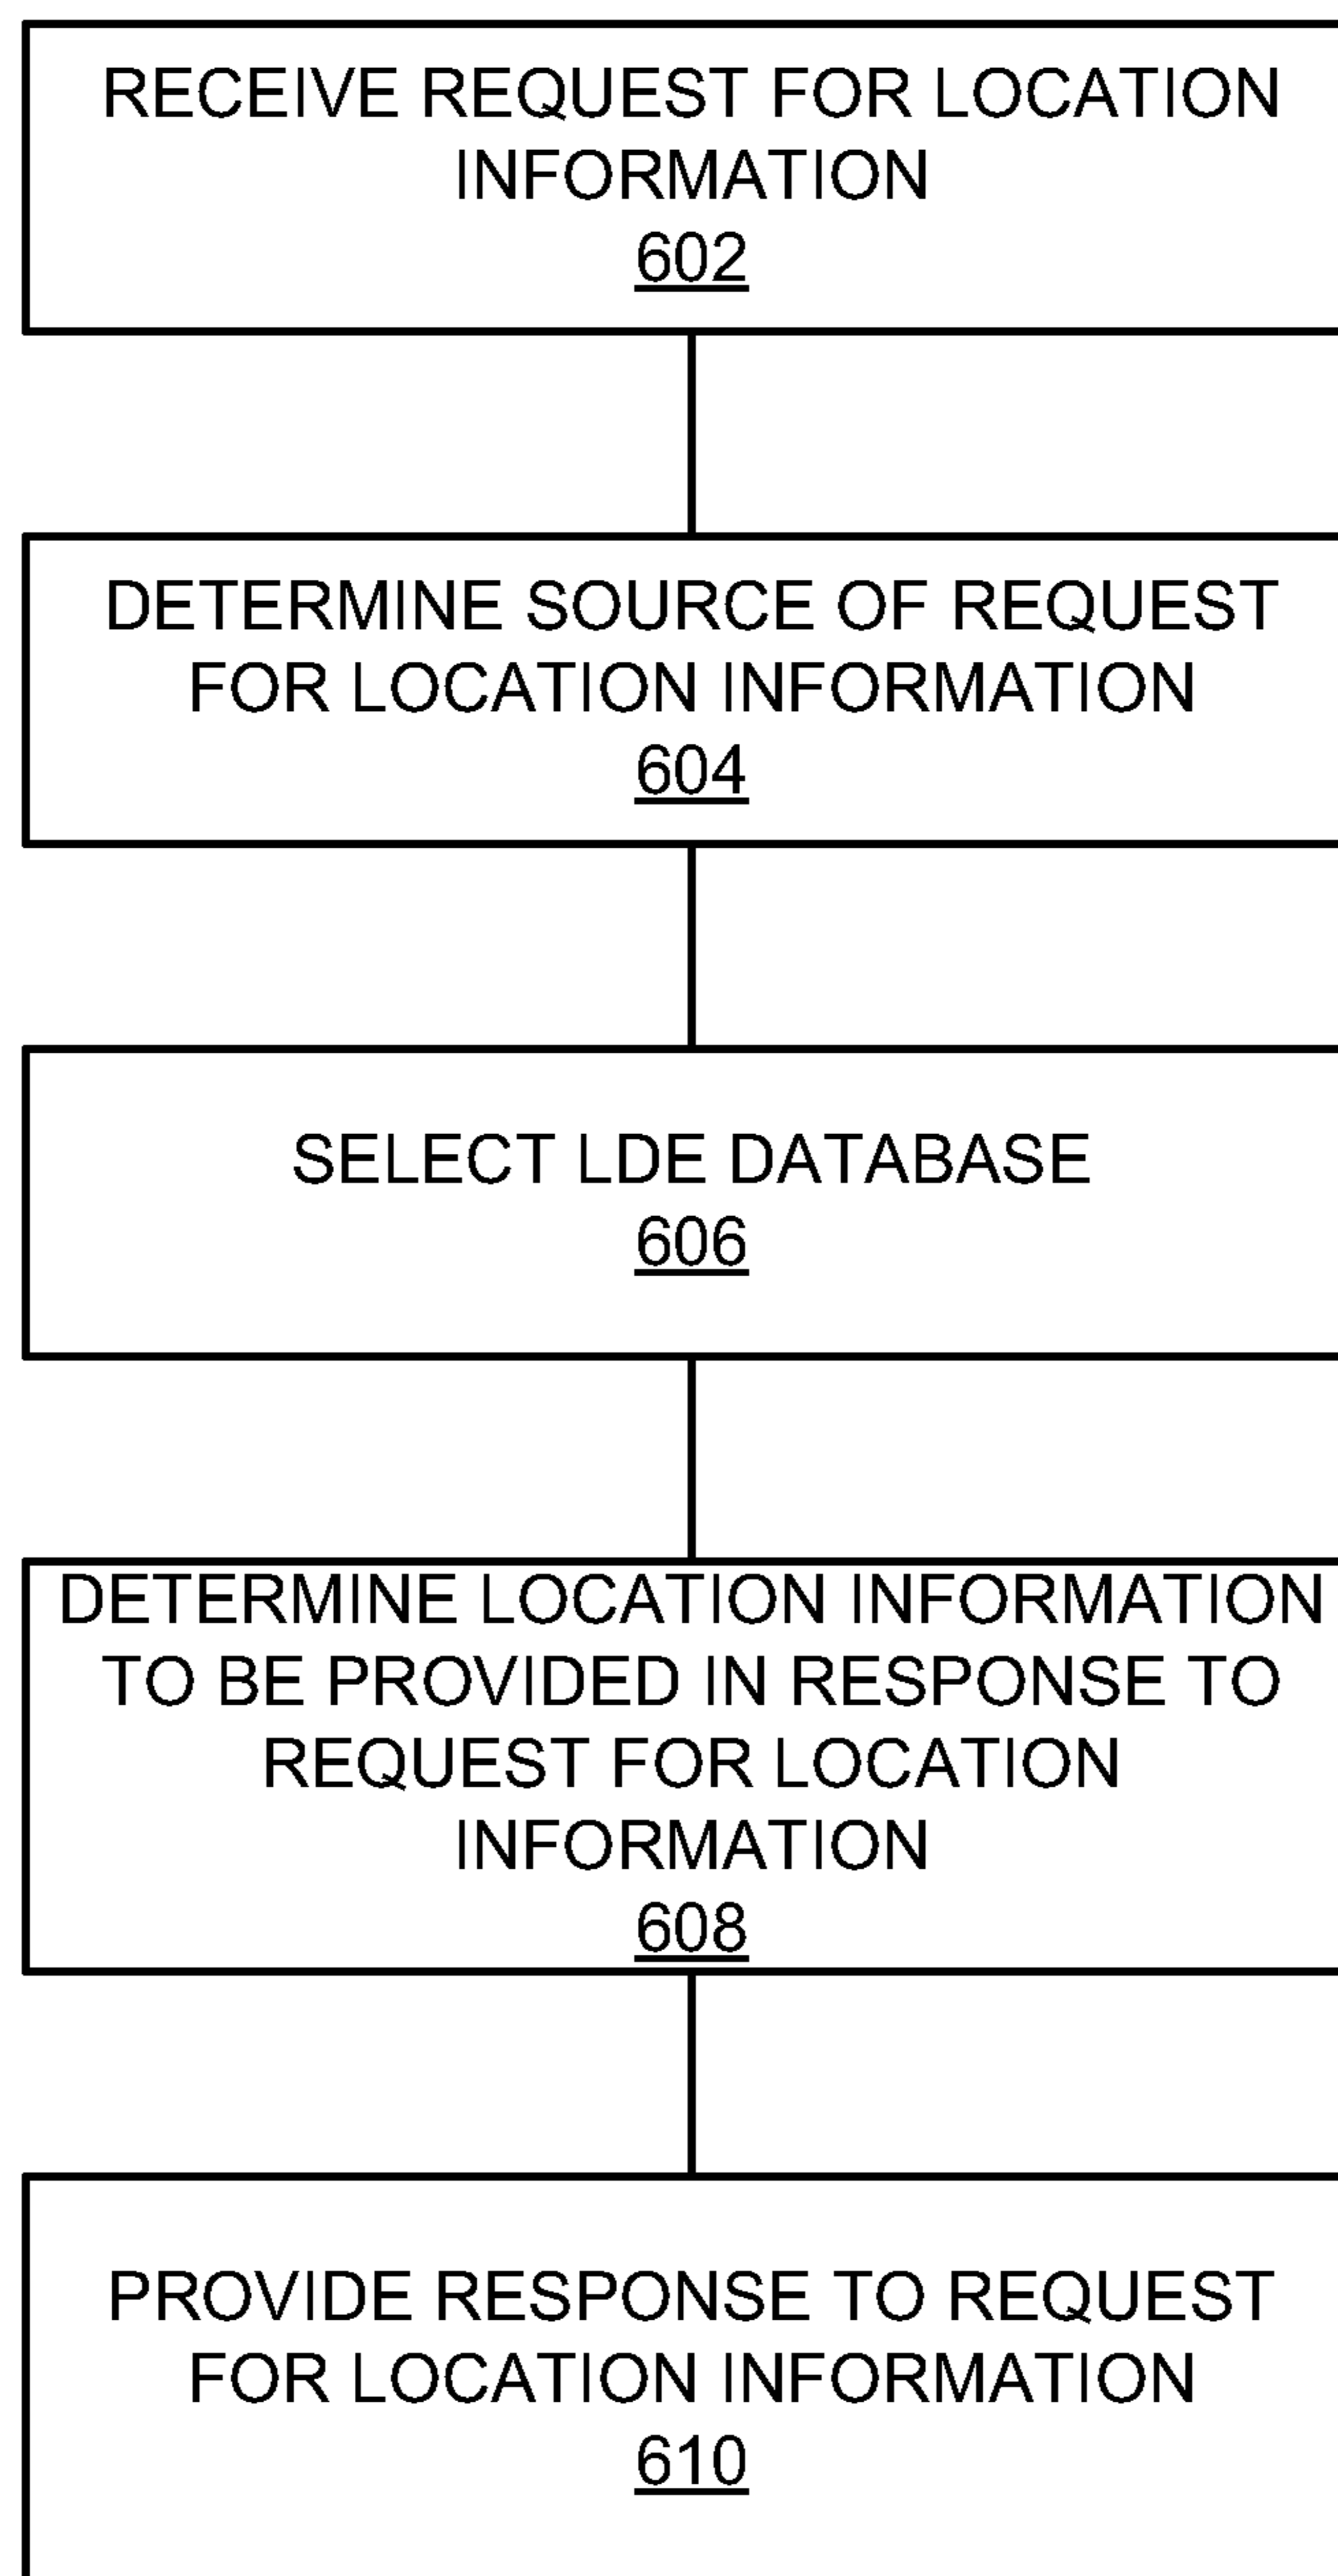 RECEIVE REQUEST FOR LOCATION
INFORMATION
602
DETERMINE SOURCE OF REQUEST
FOR LOCATION INFORMATION
604
SELECT LDE DATABASE
606
DETERMINE LOCATION INFORMATION
TO BE PROVIDED IN RESPONSE TO
REQUEST FOR LOCATION
INFORMATION
608
PROVIDE RESPONSE TO REQUEST
FOR LOCATION INFORMATION
610